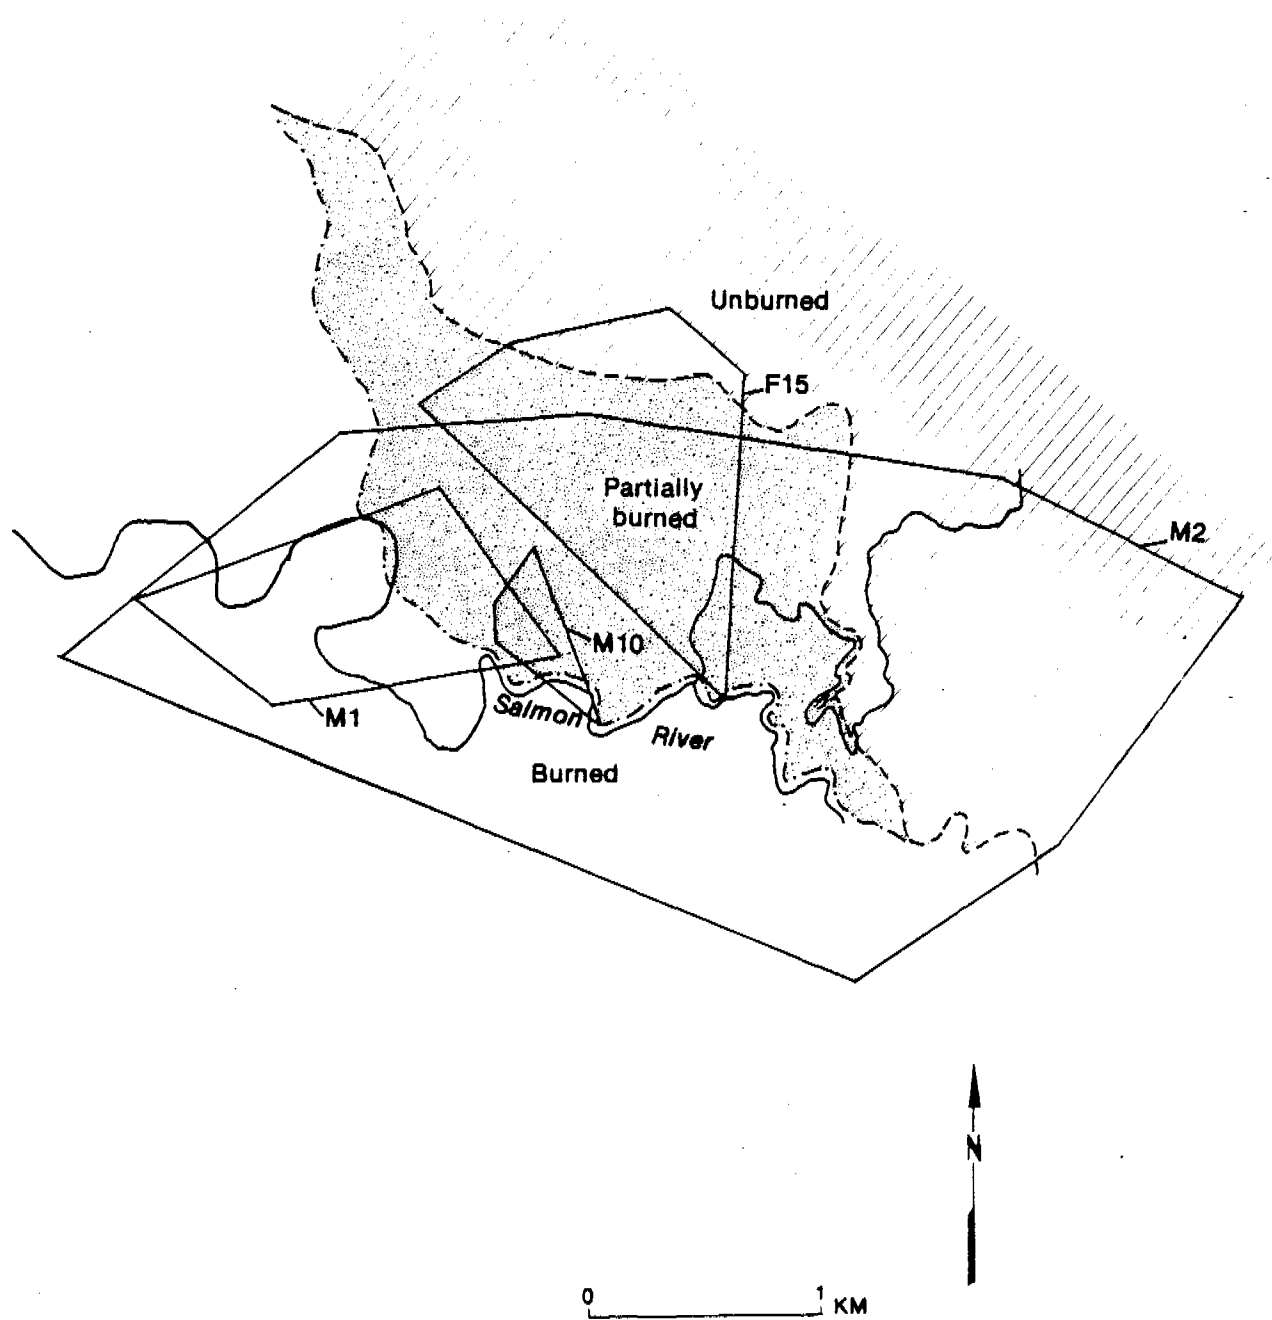 Unburned
F15
Partially
burned
M2
M10
M1
Salmon
River
Burned
N
0 1 KM